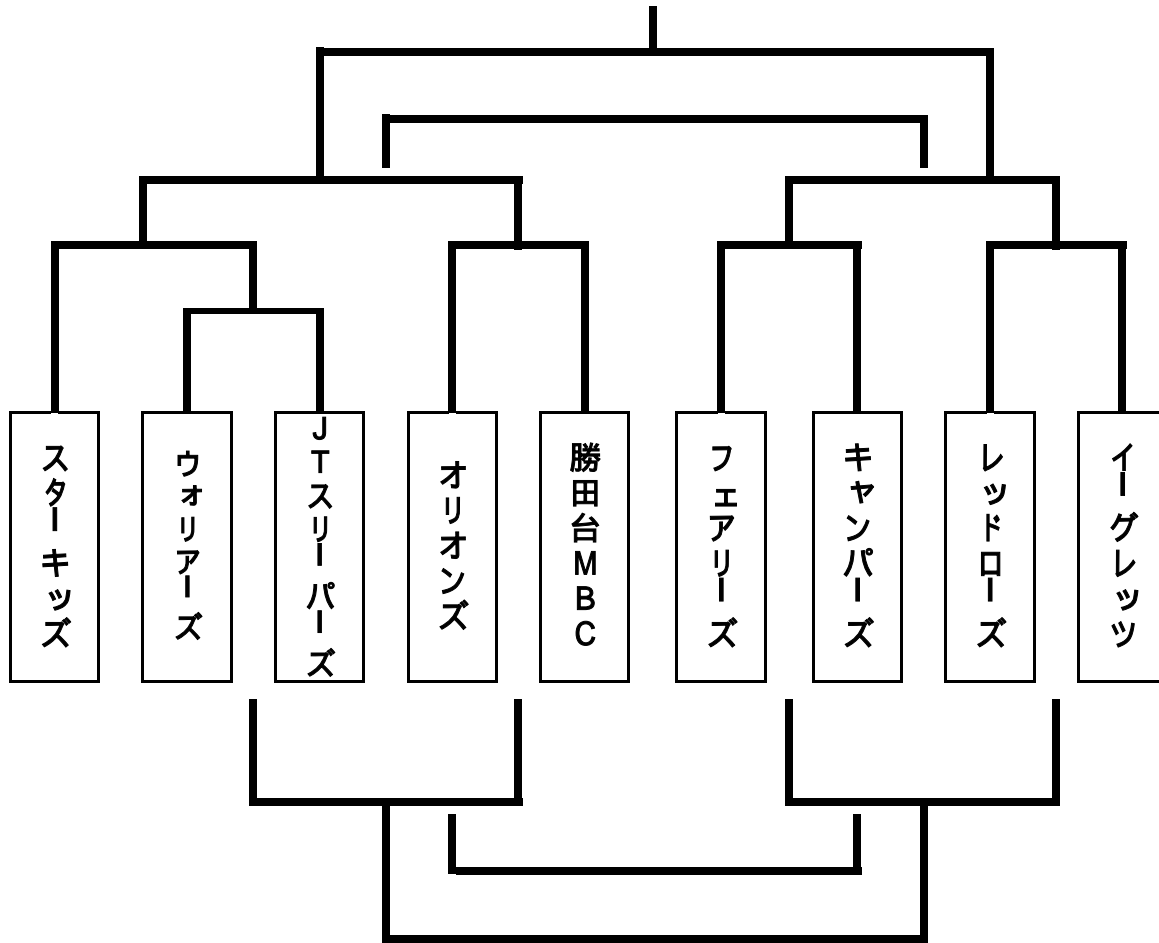 スターキッズ
ウォリアーズ
JTスリーパーズ
オリオンズ
勝田台MBC
フェアリーズ
キャンパーズ
レッドローズ
イーグレッツ